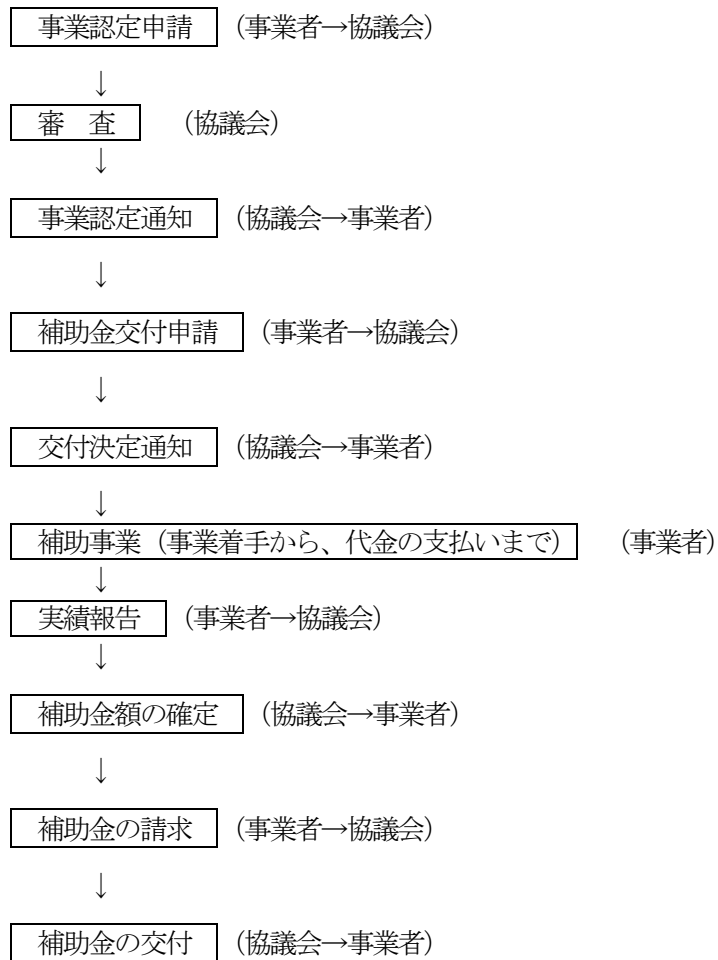 事業認定申請 (事業者→協議会)
↓
審 査 (協議会)
↓
事業認定通知 (協議会→事業者)
↓
補助金交付申請 (事業者→協議会)
↓
交付決定通知 (協議会→事業者)
↓
補助事業(事業着手から、代金の支払いまで) (事業者)
↓
実績報告 (事業者→協議会)
↓
補助金額の確定 (協議会→事業者)
↓
補助金の請求 (事業者→協議会)
↓
補助金の交付 (協議会→事業者)